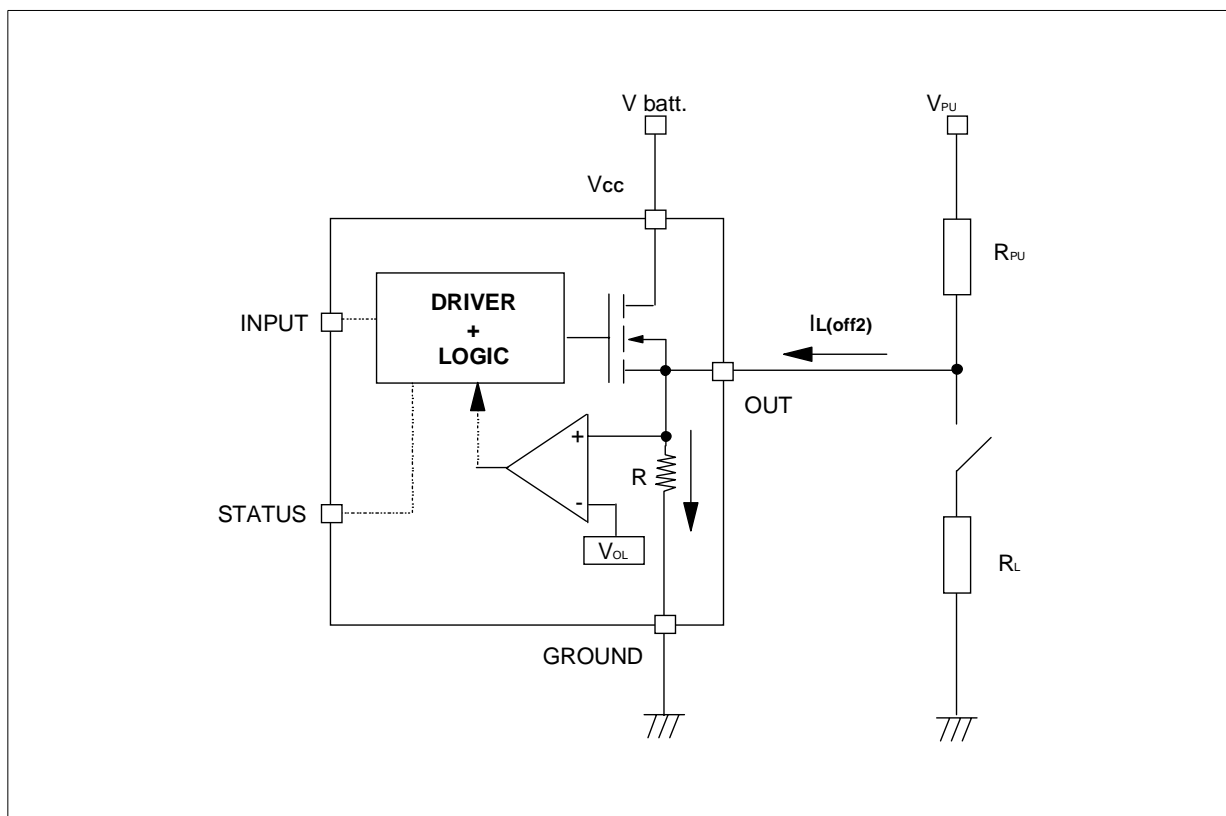 V batt.
VPU
Vcc
RPU
DRIVER
+
LOGIC
INPUT
IL(off2)
OUT
+
R
-
VOL
STATUS
RL
GROUND